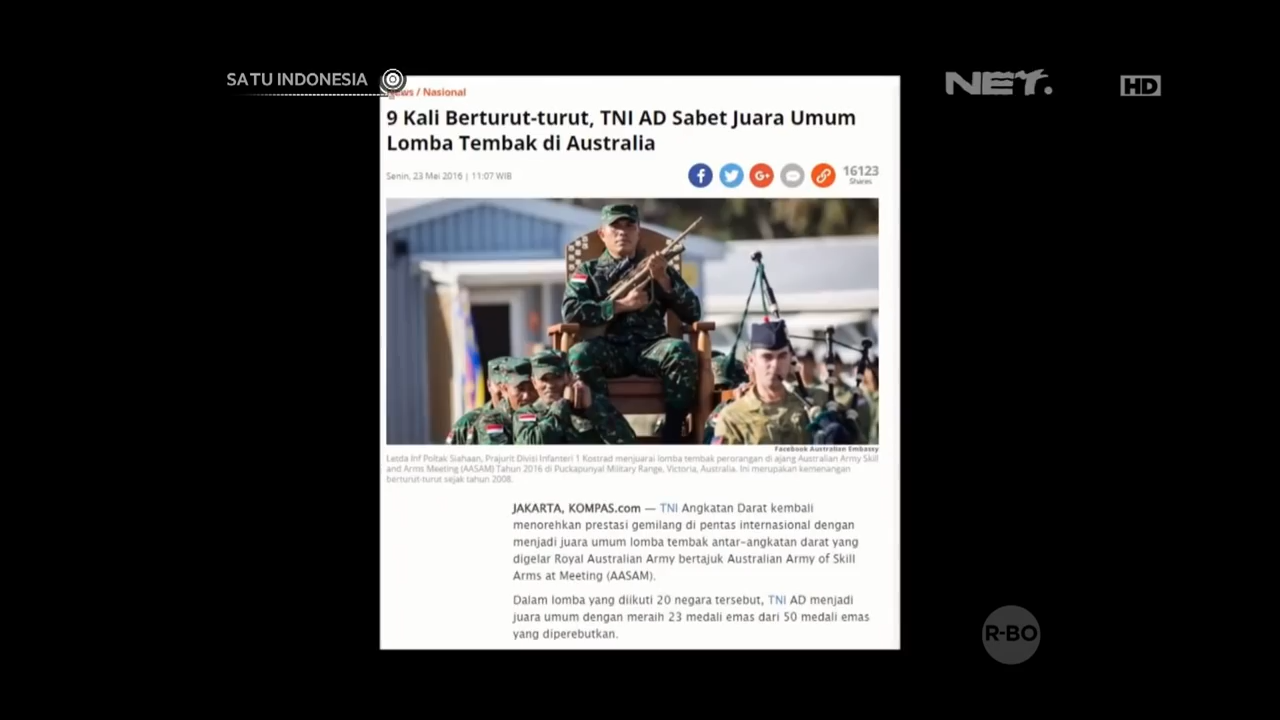 SATU INDONESIA
NET.
HD
News / Nasional
9 Kali Berturut-turut, TNI AD Sabet Juara Umum
Lomba Tembak di Australia
Senin, 23 Mei 2016 | 11:07 WIB
16123
Shares
Facebook Australian Embassy
Letda Inf Poltak Siahaan, Prajurit Divisi Infanteri 1 Kostrad menjuarai lomba tembak perorangan di ajang Australian Army Skill
and Arms Meeting (AASAM) Tahun 2016 di Puckapunyal Military Range, Victoria, Australia. Ini merupakan kemenangan
berturut-turut sejak tahun 2008.
JAKARTA, KOMPAS.com — TNI Angkatan Darat kembali
menorehkan prestasi gemilang di pentas internasional dengan
menjadi juara umum lomba tembak antar-angkatan darat yang
digelar Royal Australian Army bertajuk Australian Army of Skill
Arms at Meeting (AASAM).
Dalam lomba yang diikuti 20 negara tersebut, TNI AD menjadi
juara umum dengan meraih 23 medali emas dari 50 medali emas
yang diperebutkan.
R-BO